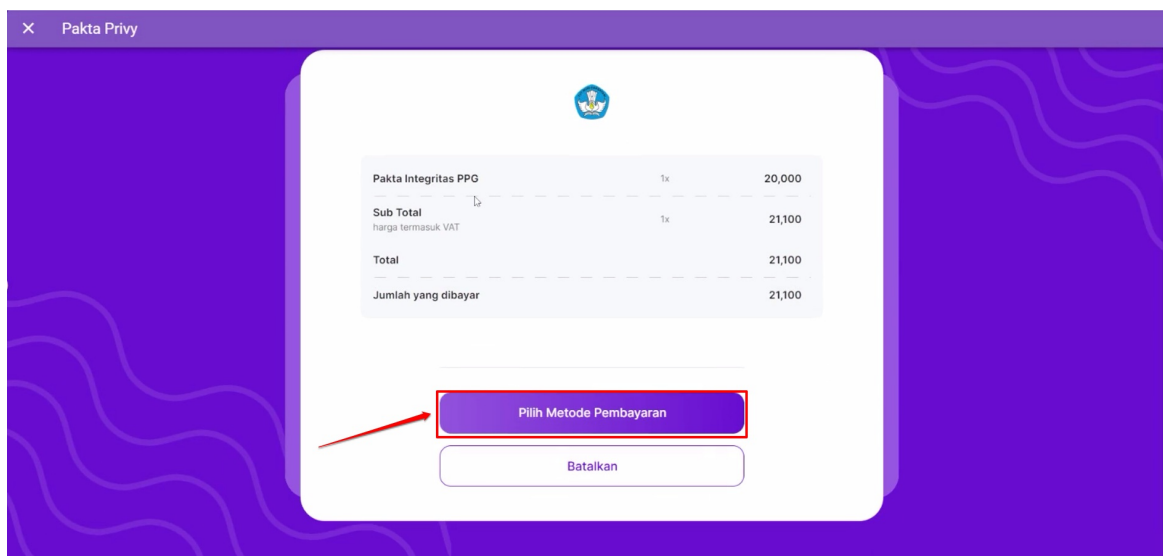 × Pakta Privy
Pakta Integritas PPG 1x 20,000
Sub Total
harga termasuk VAT 1x 21,100
Total 21,100
Jumlah yang dibayar 21,100
Pilih Metode Pembayaran
Batalkan